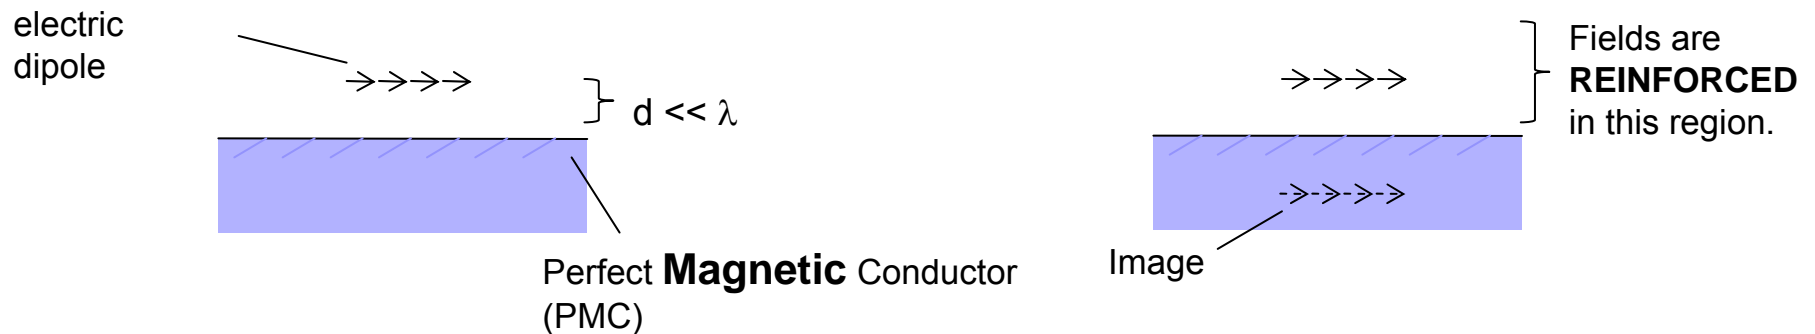 electric
dipole
d << λ
Perfect Magnetic Conductor
(PMC)
Fields are
REINFORCED
in this region.
Image